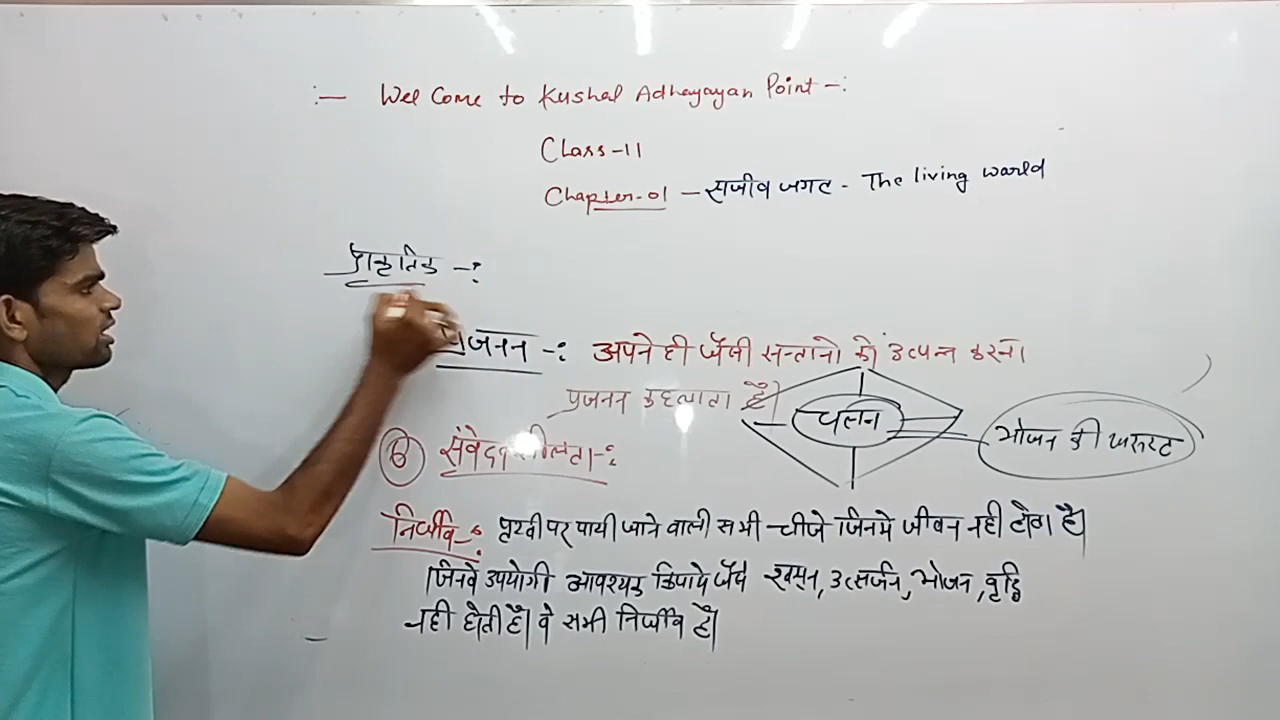 :— Wel Come to Kushal Adhayayan Point —:
Class-11
Chapter-01 — सजीव जगत - The living world
प्राकृतिक -:
प्रजनन -: अपने ही जैसी सन्तानो को उत्पन्न करना
प्रजनन कहलाता है।
चलन
भोजन की जरूरत
⑥ संवेदनशीलता-:
निर्जीव-: पृथ्वी पर पायी जाने वाली सभी चीजे जिनमे जीवन नही होता है।
जिनमे उपयोगी आवश्यक क्रियाये जैसे श्वसन, उत्सर्जन, भोजन, वृद्धि
नही होती है। वे सभी निर्जीव है।